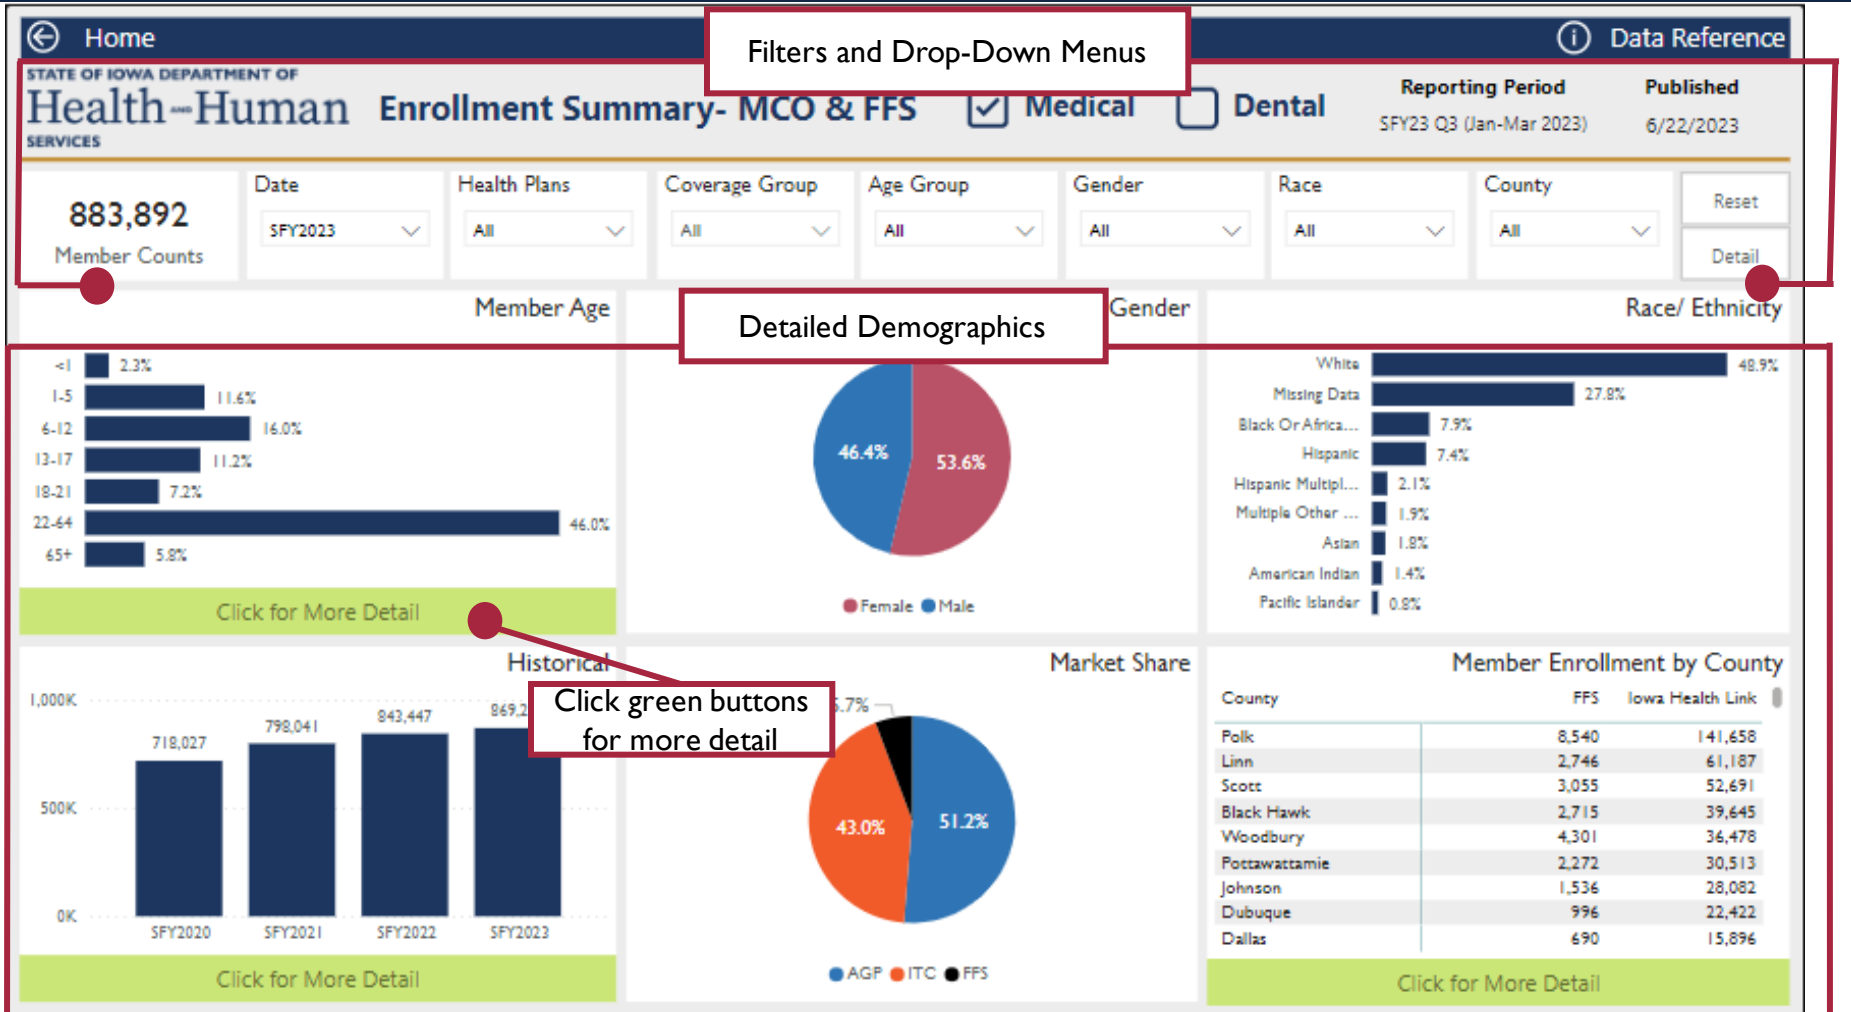 Home
Filters and Drop-Down Menus
Data Reference
STATE OF IOWA DEPARTMENT OF
Health AND Human
SERVICES
Enrollment Summary- MCO & FFS
Medical
Dental
Reporting Period
SFY23 Q3 (Jan-Mar 2023)
Published
6/22/2023
883,892
Member Counts
Date
SFY2023
Health Plans
All
Coverage Group
All
Age Group
All
Gender
All
Race
All
County
All
Reset
Detail
Member Age
<1 2.3%
1-5 11.6%
6-12 16.0%
13-17 11.2%
18-21 7.2%
22-64 46.0%
65+ 5.8%
Click for More Detail
Detailed Demographics
Gender
46.4%
53.6%
Female Male
Race/ Ethnicity
White 48.9%
Missing Data 27.8%
Black Or Africa... 7.9%
Hispanic 7.4%
Hispanic Multipl... 2.1%
Multiple Other ... 1.9%
Asian 1.8%
American Indian 1.4%
Pacific Islander 0.8%
Historical
1,000K
500K
0K
718,027
798,041
843,447
869,2
SFY2020 SFY2021 SFY2022 SFY2023
Click for More Detail
Click green buttons
for more detail
Market Share
.7%
43.0%
51.2%
AGP ITC FFS
Member Enrollment by County
County FFS Iowa Health Link
Polk 8,540 141,658
Linn 2,746 61,187
Scott 3,055 52,691
Black Hawk 2,715 39,645
Woodbury 4,301 36,478
Pottawattamie 2,272 30,513
Johnson 1,536 28,082
Dubuque 996 22,422
Dallas 690 15,896
Click for More Detail